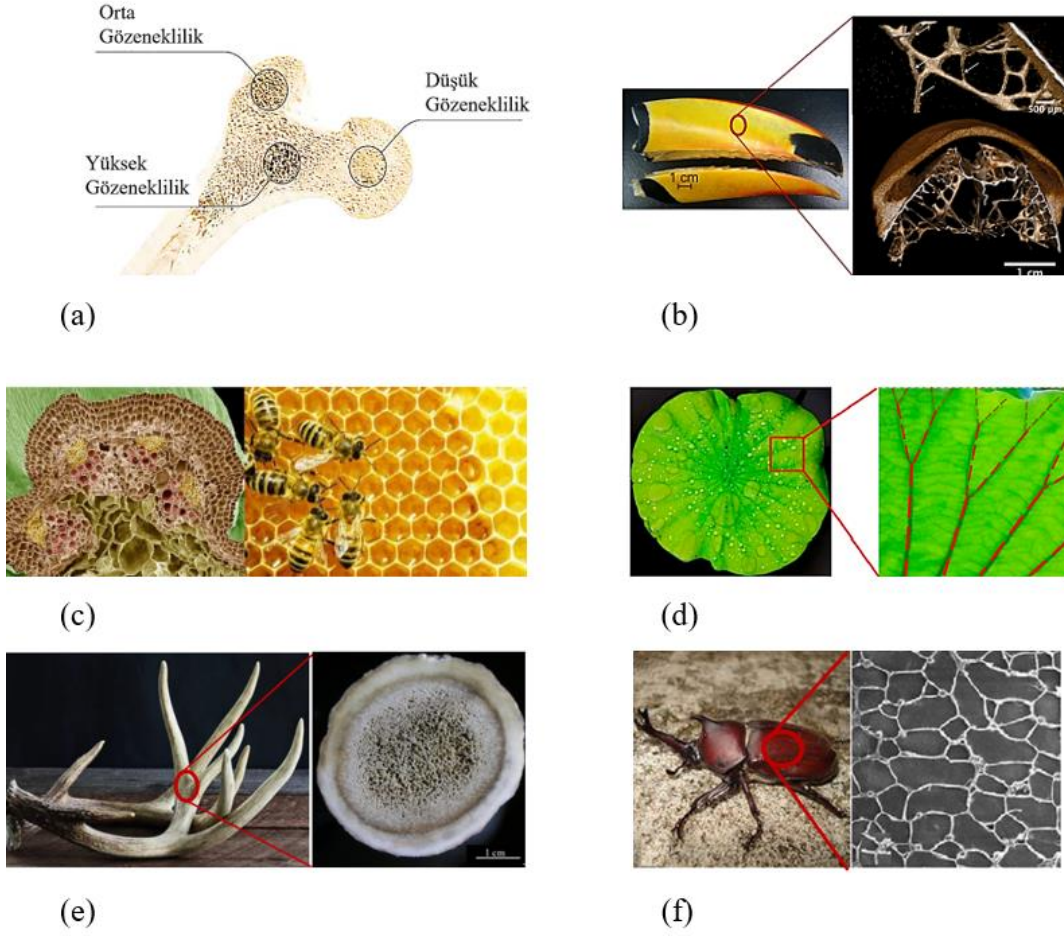 Orta
Gözeneklilik
Düşük
Gözeneklilik
Yüksek
Gözeneklilik
1 cm
500 µm
1 cm
(a)
(b)
(c)
(d)
1 cm
(e)
(f)